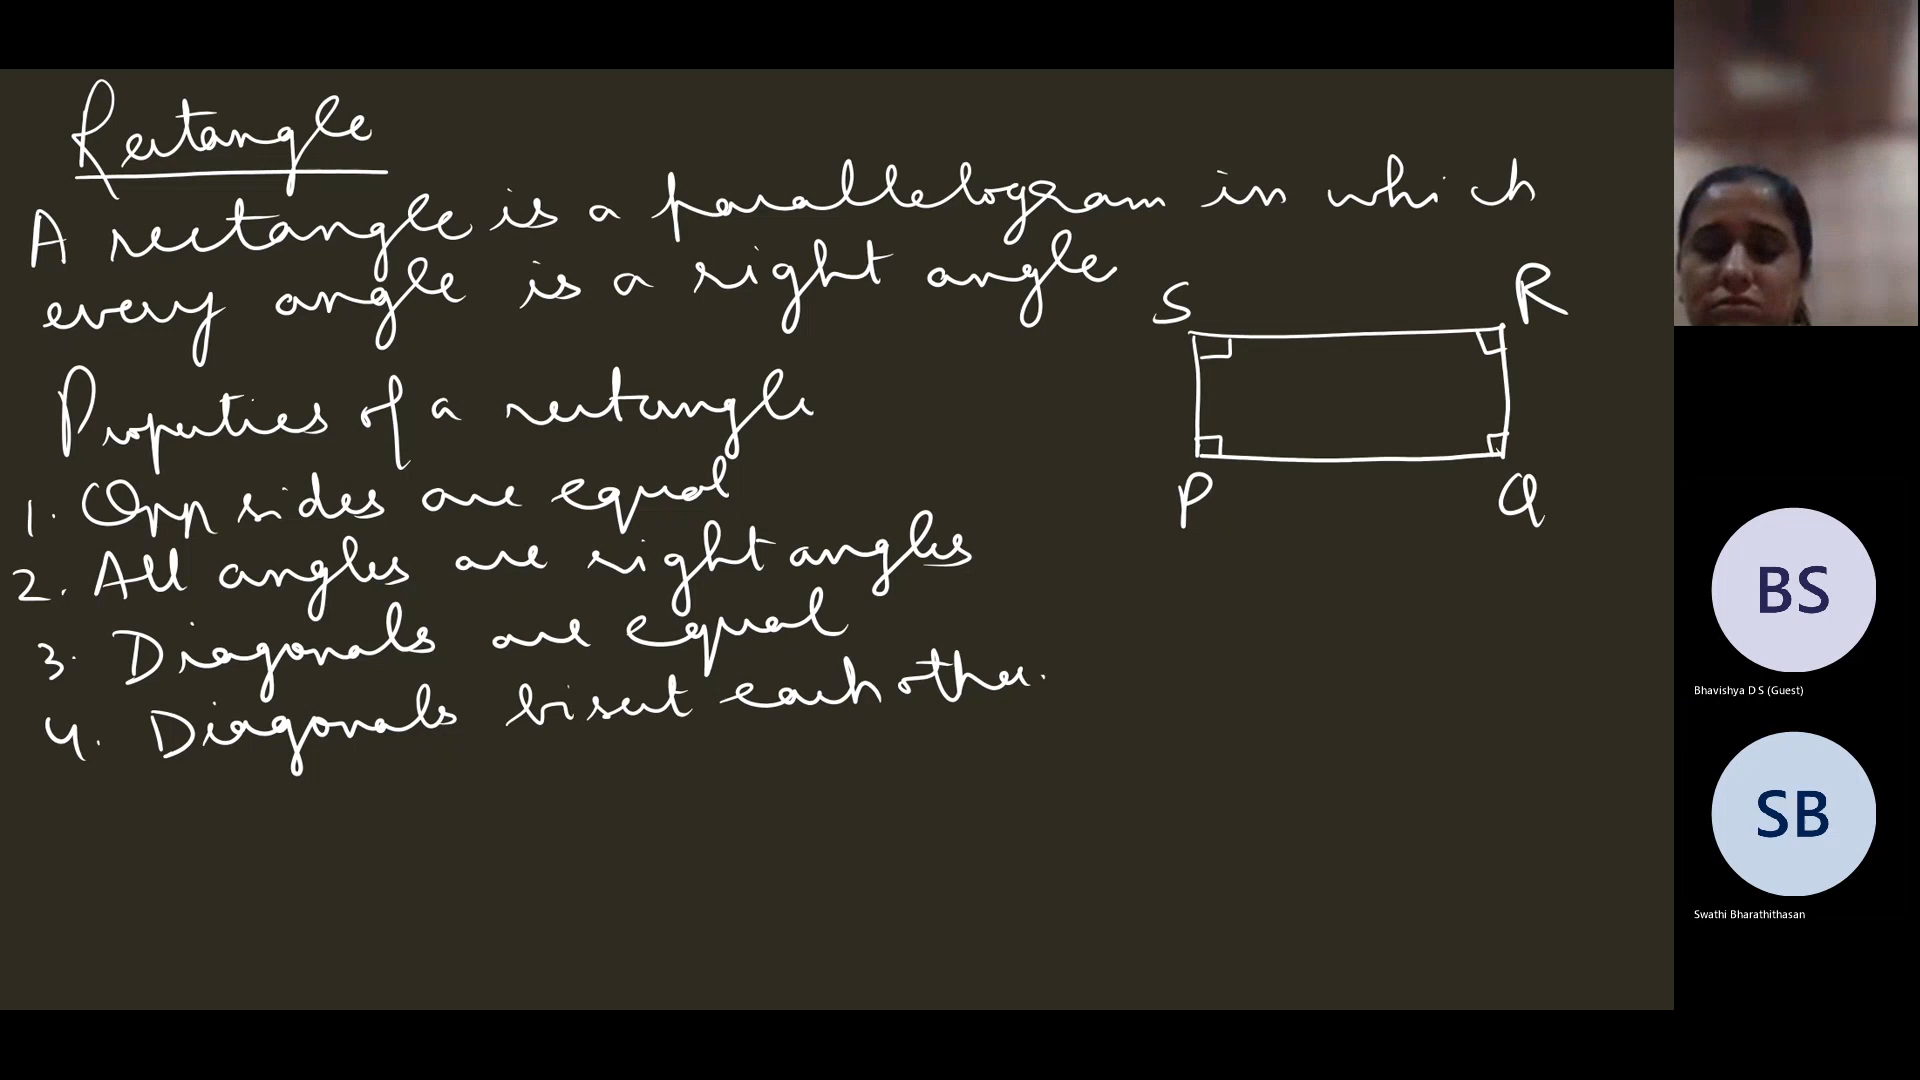 Rectangle
A rectangle is a parallelogram in which
every angle is a right angle
S
R
Properties of a rectangle
1. Opp sides are equal
P
Q
2. All angles are right angles
3. Diagonals are equal
4. Diagonals bisect each other.
BS
Bhavishya D S (Guest)
SB
Swathi Bharathithasan